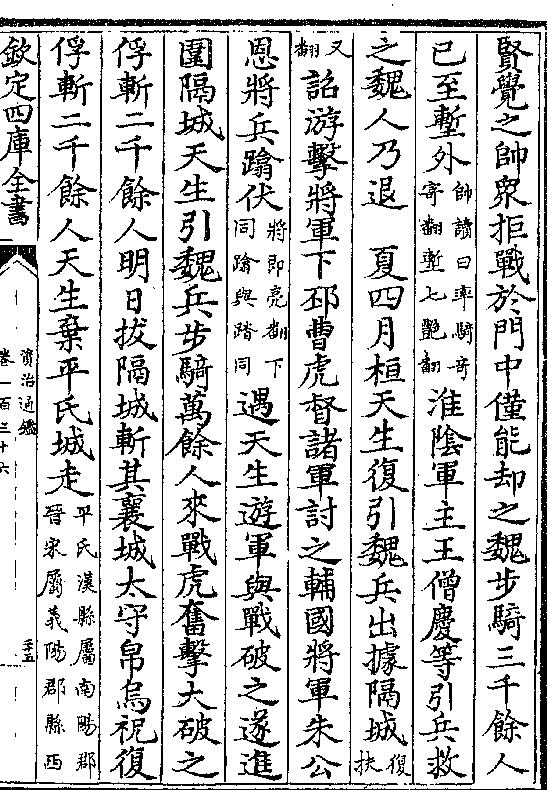 賢覺之帥衆拒戰於門中僅能却之魏步騎三千餘人
已至塹外帥讀曰率騎奇寄翻塹七艶翻淮陰軍主王僧慶等引兵救
之魏人乃退　夏四月桓天生復引魏兵出據隔城復扶
又翻詔游擊將軍下邳曹虎督諸軍討之輔國將軍朱公
恩將兵蹹伏將即亮翻下同蹹與踏同遇天生遊軍與戰破之遂進
圍隔城天生引魏兵步騎萬餘人來戰虎奮擊大破之
俘斬二千餘人明日拔隔城斬其襄城太守帛烏祝復
俘斬二千餘人天生棄平氏城走平氏漢縣屬南陽郡晉宋屬義陽郡縣西
欽定四庫全書
資治通鑑
卷一百三十六
三十五